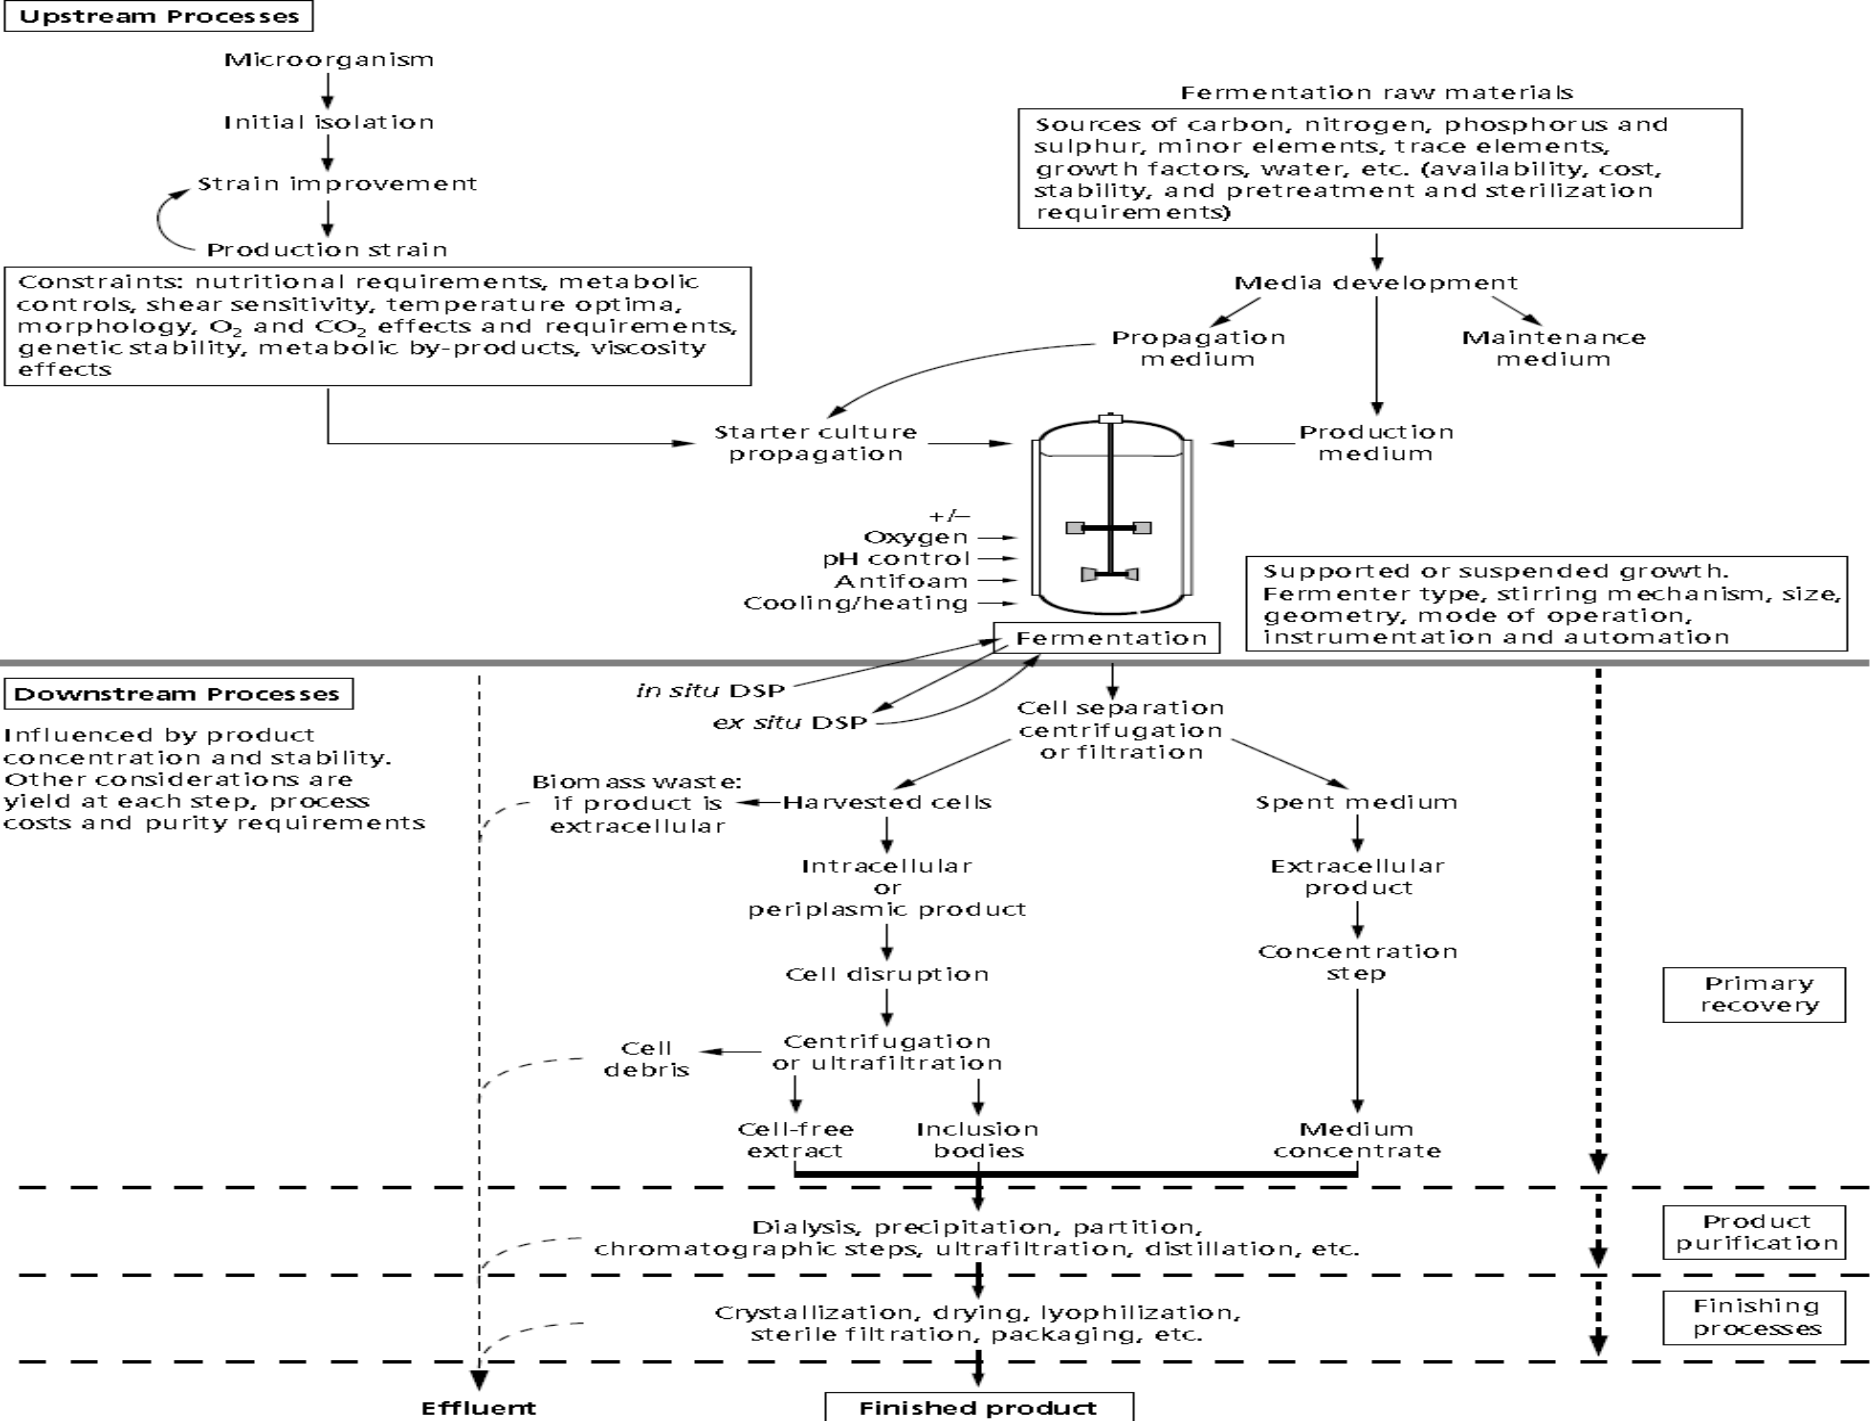 Upstream Processes
Microorganism
Initial isolation
Strain improvement
Production strain
Constraints: nutritional requirements, metabolic
controls, shear sensitivity, temperature optima,
morphology, O₂ and CO₂ effects and requirements,
genetic stability, metabolic by-products, viscosity
effects
Fermentation raw materials
Sources of carbon, nitrogen, phosphorus and
sulphur, minor elements, trace elements,
growth factors, water, etc. (availability, cost,
stability, and pretreatment and sterilization
requirements)
Media development
Propagation
medium
Maintenance
medium
Starter culture
propagation
Production
medium
+/–
Oxygen
pH control
Antifoam
Cooling/heating
Fermentation
Supported or suspended growth.
Fermenter type, stirring mechanism, size,
geometry, mode of operation,
instrumentation and automation
Downstream Processes
Influenced by product
concentration and stability.
Other considerations are
yield at each step, process
costs and purity requirements
in situ DSP
ex situ DSP
Cell separation
centrifugation
or filtration
Biomass waste:
if product is
extracellular
Harvested cells
Spent medium
Intracellular
or
periplasmic product
Extracellular
product
Cell disruption
Concentration
step
Primary
recovery
Cell
debris
Centrifugation
or ultrafiltration
Cell-free
extract
Inclusion
bodies
Medium
concentrate
Dialysis, precipitation, partition,
chromatographic steps, ultrafiltration, distillation, etc.
Product
purification
Crystallization, drying, lyophilization,
sterile filtration, packaging, etc.
Finishing
processes
Effluent
Finished product